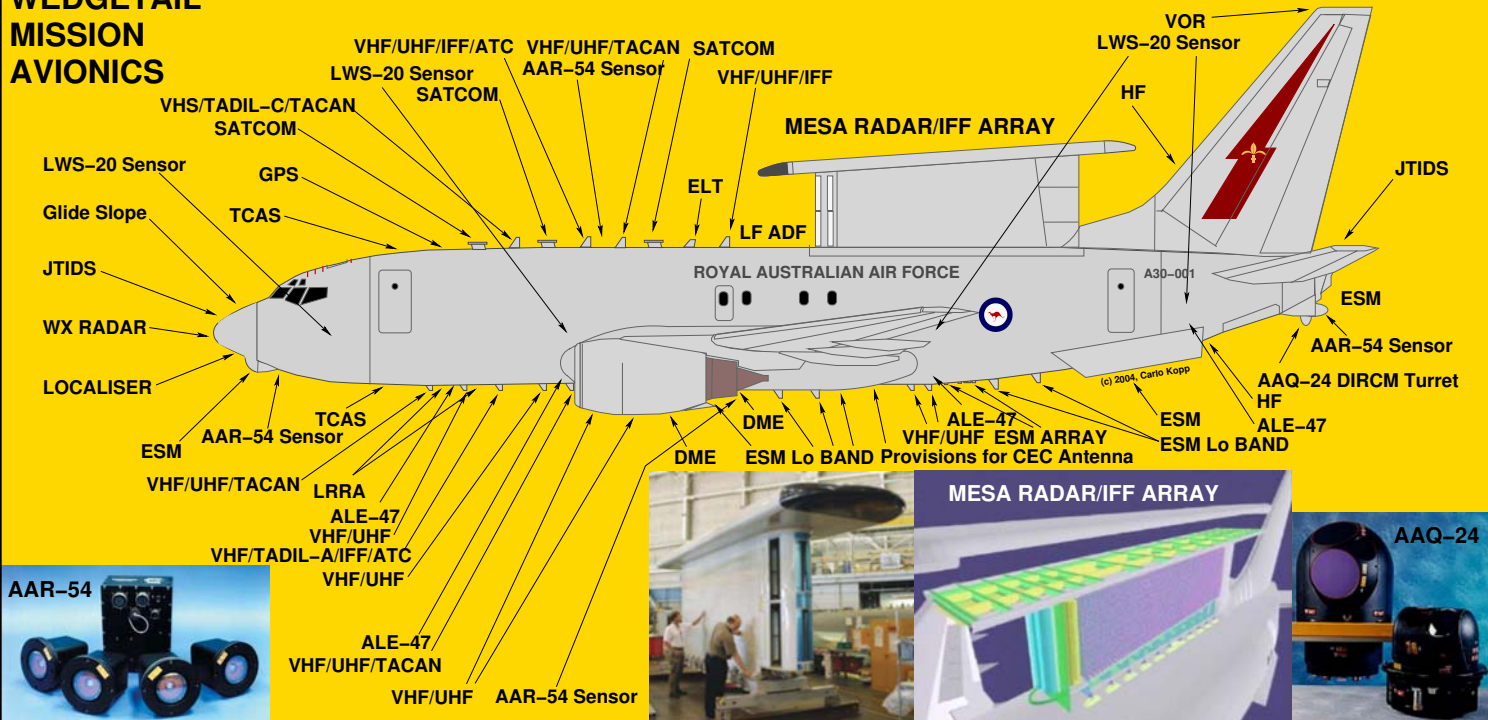 WEDGETAIL
MISSION
AVIONICS
VHF/UHF/IFF/ATC
VHF/UHF/TACAN
SATCOM
VOR
LWS−20 Sensor
LWS−20 Sensor
AAR−54 Sensor
SATCOM
VHF/UHF/IFF
HF
VHS/TADIL−C/TACAN
SATCOM
MESA RADAR/IFF ARRAY
LWS−20 Sensor
GPS
ELT
JTIDS
Glide Slope
TCAS
LF ADF
JTIDS
ROYAL AUSTRALIAN AIR FORCE
A30−001
ESM
WX RADAR
AAR−54 Sensor
LOCALISER
(c) 2004, Carlo Kopp
AAQ−24 DIRCM Turret
HF
ALE−47
TCAS
AAR−54 Sensor
ESM
DME
DME
ALE−47
ESM
VHF/UHF
ESM ARRAY
ESM Lo BAND
ESM Lo BAND
Provisions for CEC Antenna
VHF/UHF/TACAN
LRRA
ALE−47
VHF/UHF
VHF/TADIL−A/IFF/ATC
VHF/UHF
ALE−47
VHF/UHF/TACAN
VHF/UHF
AAR−54 Sensor
AAR−54
MESA RADAR/IFF ARRAY
AAQ−24